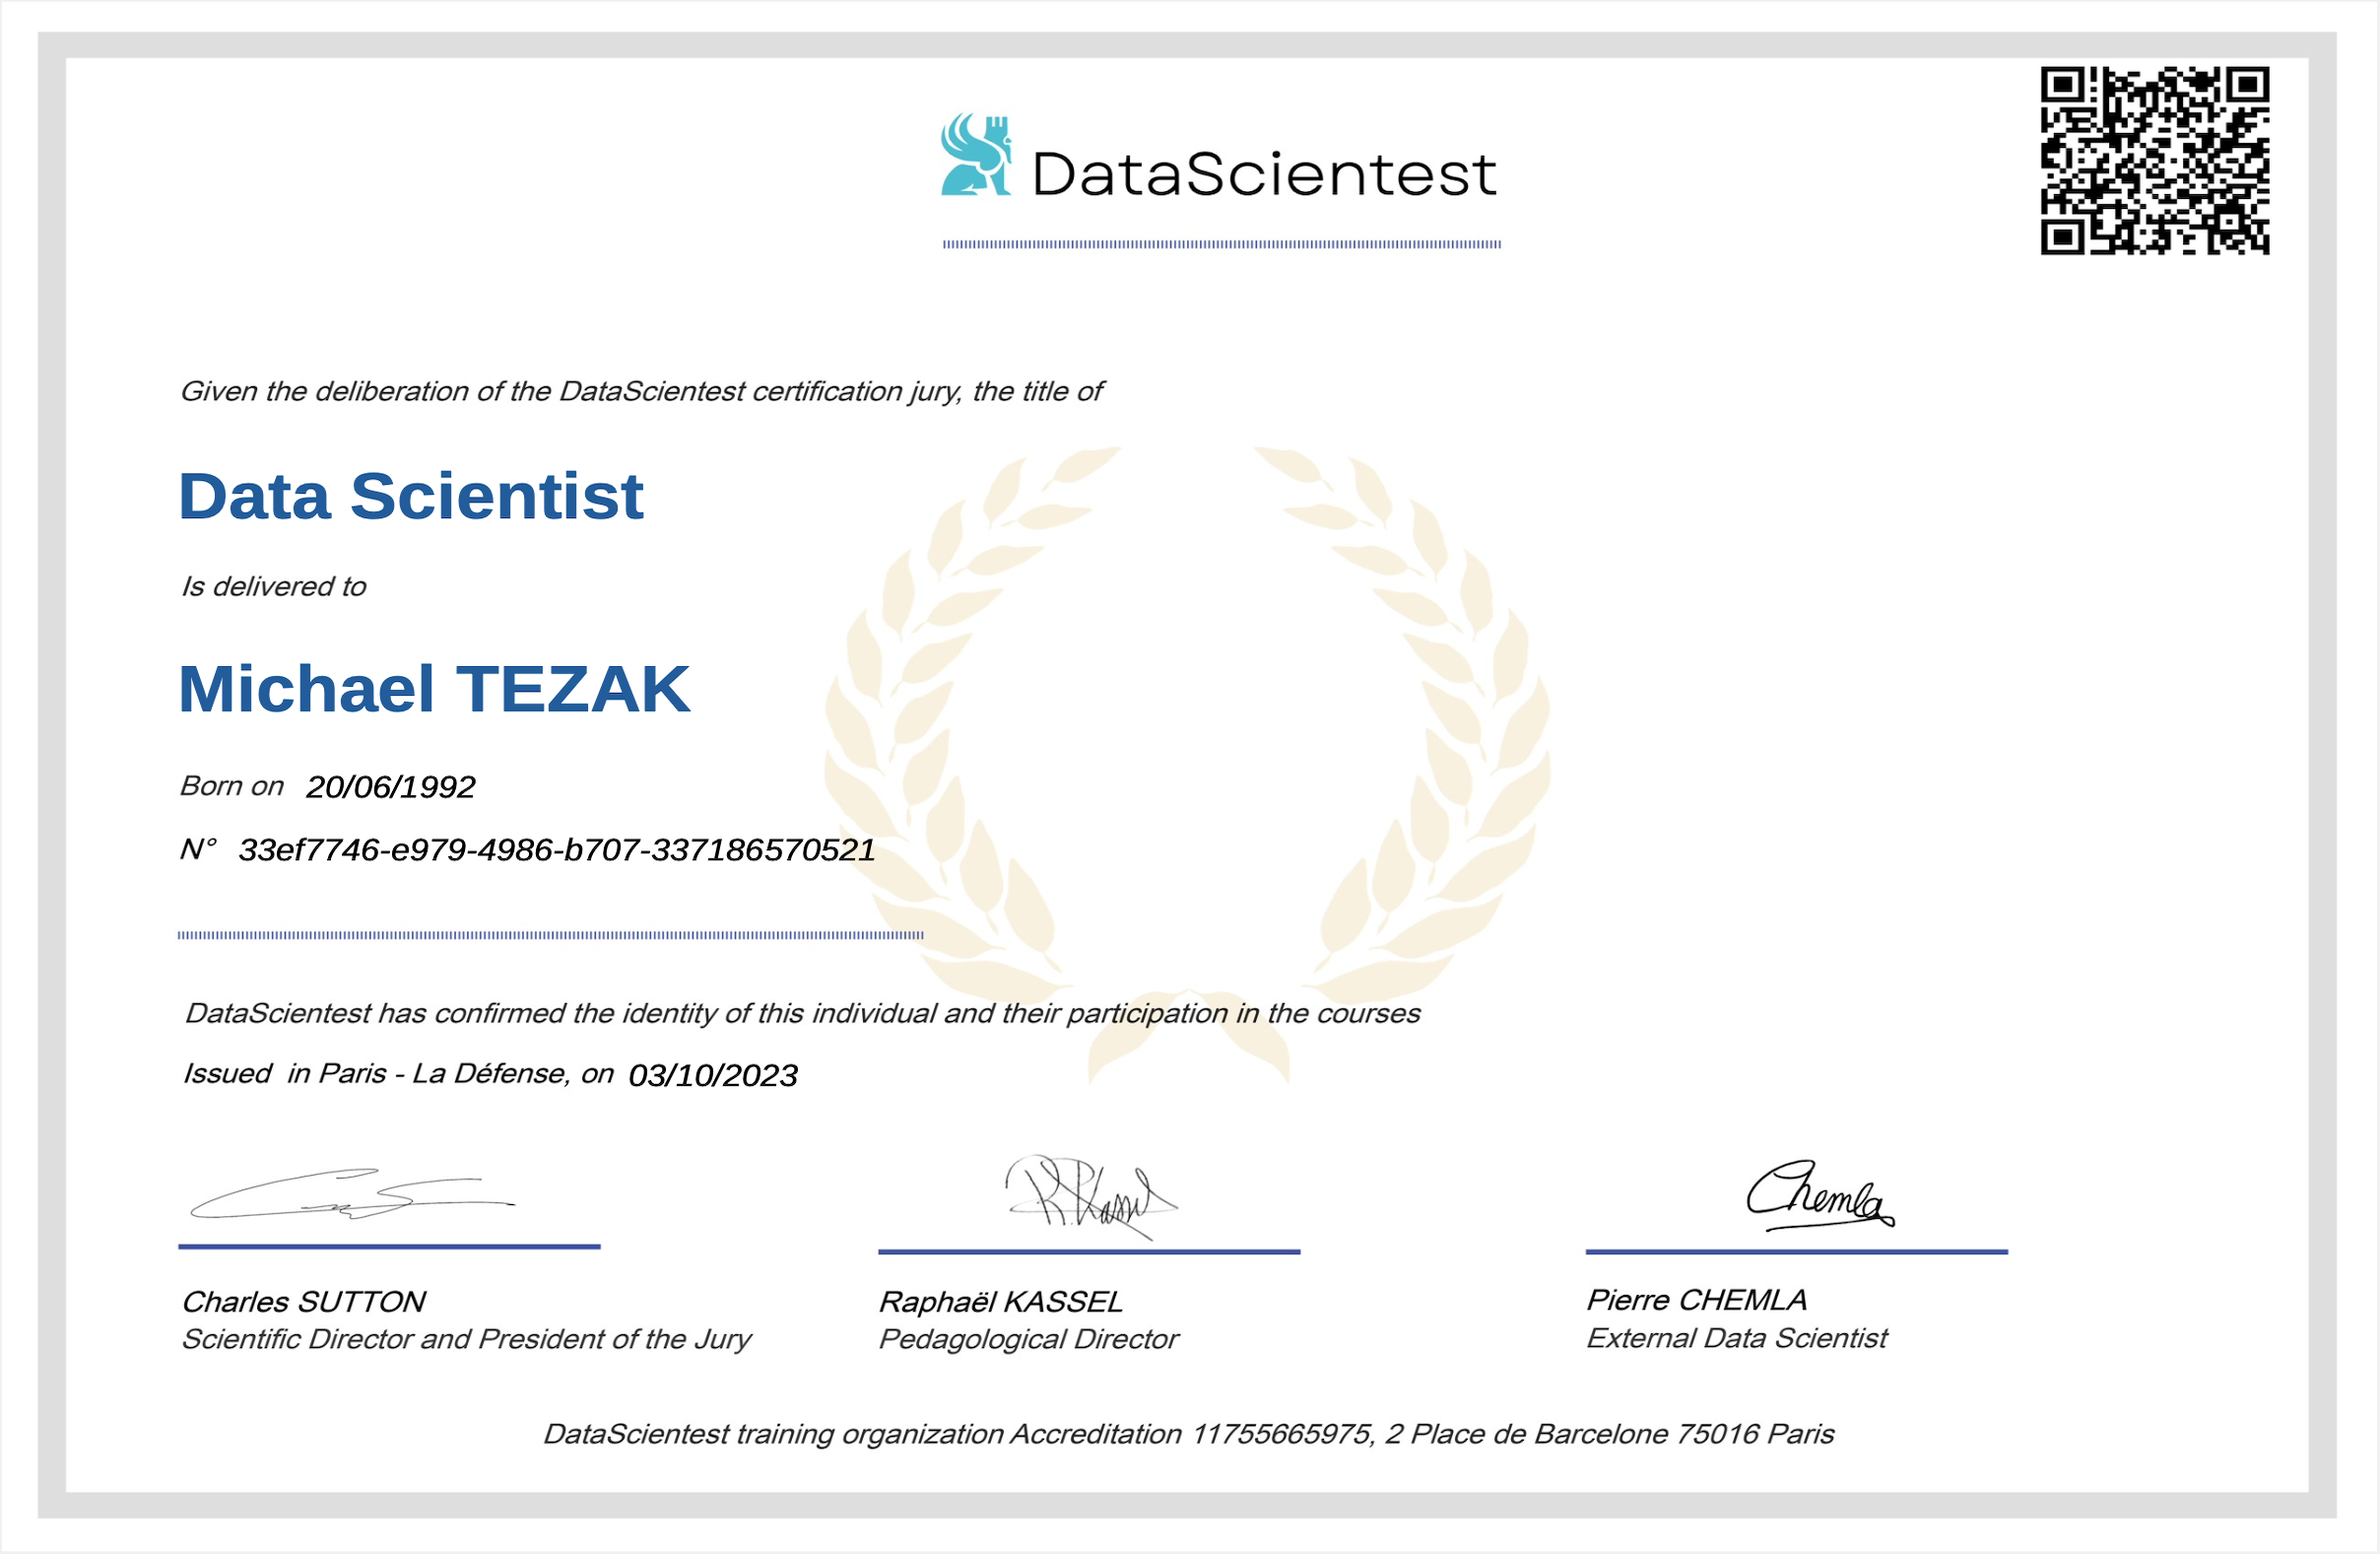 DataScientest
Given the deliberation of the DataScientest certification jury, the title of
Data Scientist
Is delivered to
Michael TEZAK
Born on 20/06/1992
N° 33ef7746-e979-4986-b707-337186570521
DataScientest has confirmed the identity of this individual and their participation in the courses
Issued in Paris - La Défense, on 03/10/2023
R.Kassel
Chemla
Charles SUTTON
Scientific Director and President of the Jury
Raphaël KASSEL
Pedagological Director
Pierre CHEMLA
External Data Scientist
DataScientest training organization Accreditation 11755665975, 2 Place de Barcelone 75016 Paris